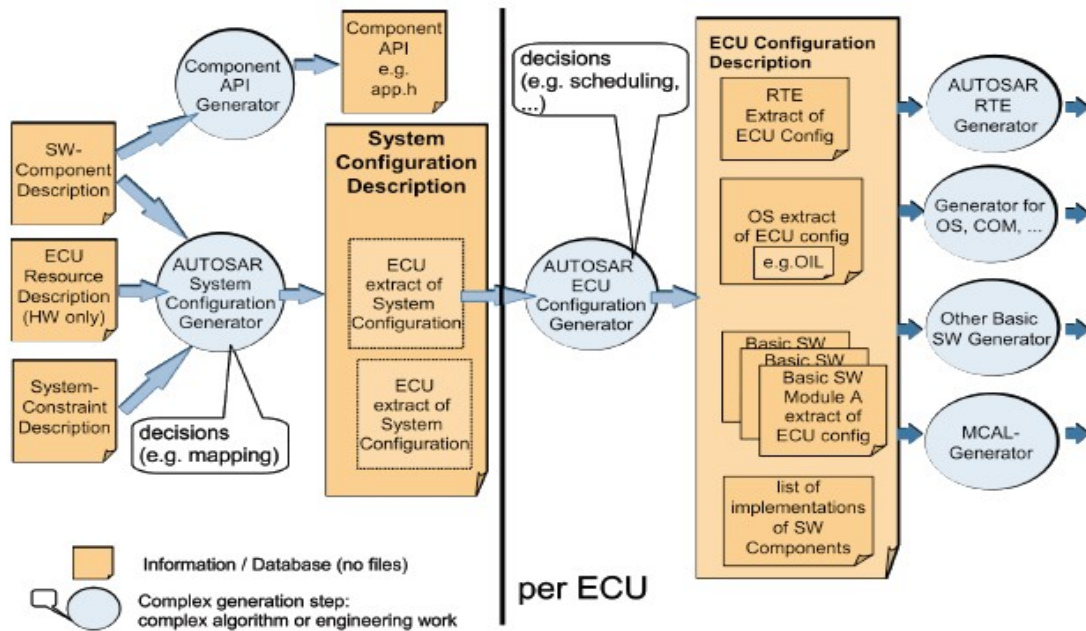 Component
API
Generator
Component
API
e.g.
app.h
SW-
Component
Description
ECU
Resource
Description
(HW only)
System-
Constraint
Description
AUTOSAR
System
Configuration
Generator
decisions
(e.g. mapping)
System
Configuration
Description
ECU
extract of
System
Configuration
ECU
extract of
System
Configuration
decisions
(e.g. scheduling,
...)
AUTOSAR
ECU
Configuration
Generator
ECU Configuration
Description
RTE
Extract of
ECU Config
OS extract
of ECU config
e.g.OIL
Basic SW
Basic SW
Basic SW
Module A
extract of
ECU config
list of
implementations
of SW
Components
AUTOSAR
RTE
Generator
Generator for
OS, COM, ...
Other Basic
SW Generator
MCAL-
Generator
Information / Database (no files)
Complex generation step:
complex algorithm or engineering work
per ECU